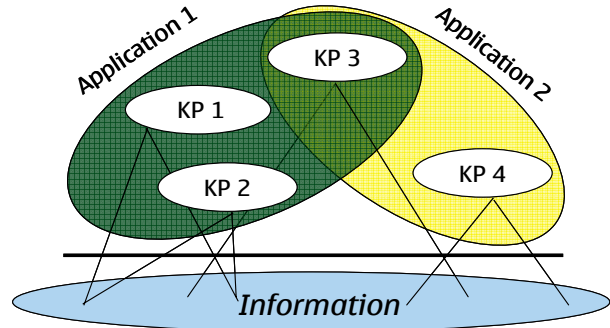 Application 1
KP 3
Application 2
KP 1
KP 4
KP 2
Information